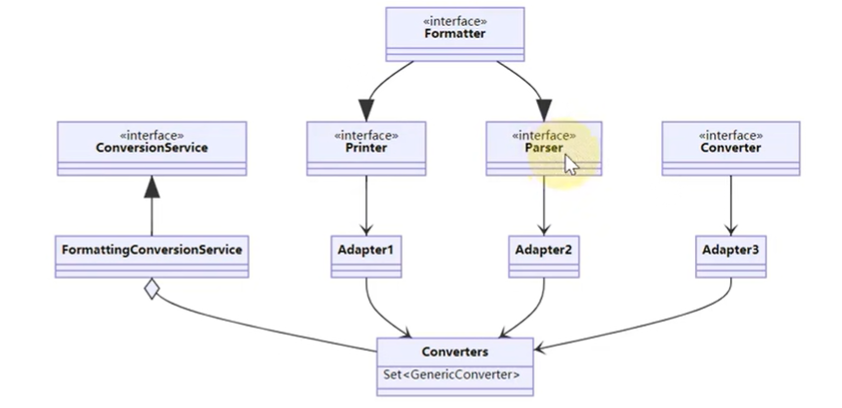 «interface»
Formatter
«interface»
ConversionService
«interface»
Printer
«interface»
Parser
«interface»
Converter
FormattingConversionService
Adapter1
Adapter2
Adapter3
Converters
Set<GenericConverter>